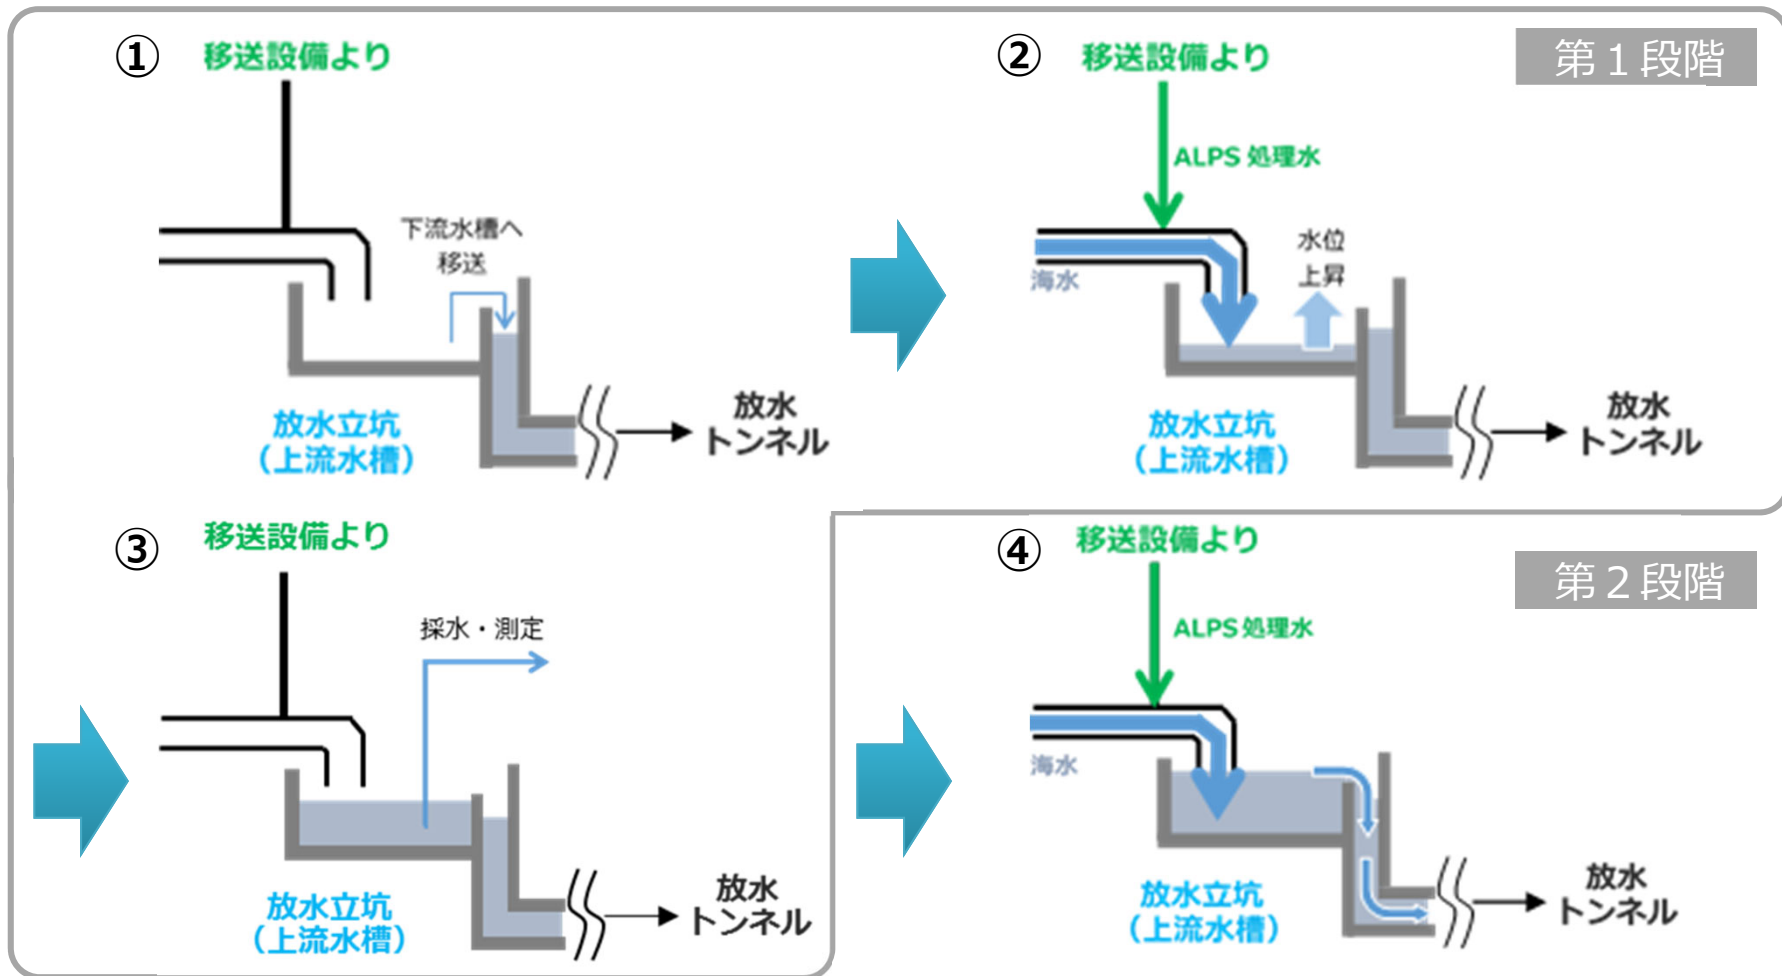 ①
移送設備より
下流水槽へ
移送
放水立坑
（上流水槽）
放水
トンネル
②
移送設備より
第１段階
ALPS 処理水
海水
水位
上昇
放水立坑
（上流水槽）
放水
トンネル
③
移送設備より
採水・測定
放水立坑
（上流水槽）
放水
トンネル
④
移送設備より
第２段階
ALPS 処理水
海水
放水立坑
（上流水槽）
放水
トンネル